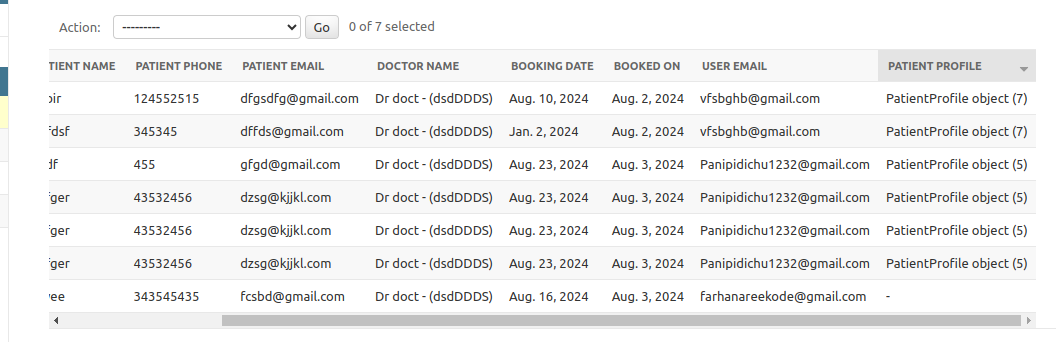 Action: --------- Go 0 of 7 selected
TIENT NAME PATIENT PHONE PATIENT EMAIL DOCTOR NAME BOOKING DATE BOOKED ON USER EMAIL PATIENT PROFILE
oir 124552515 dfgsdfg@gmail.com Dr doct - (dsdDDDS) Aug. 10, 2024 Aug. 2, 2024 vfsbghb@gmail.com PatientProfile object (7)
fdsf 345345 dffds@gmail.com Dr doct - (dsdDDDS) Jan. 2, 2024 Aug. 2, 2024 vfsbghb@gmail.com PatientProfile object (7)
df 455 gfgd@gmail.com Dr doct - (dsdDDDS) Aug. 23, 2024 Aug. 3, 2024 Panipidichu1232@gmail.com PatientProfile object (5)
fger 43532456 dzsg@kjjkl.com Dr doct - (dsdDDDS) Aug. 23, 2024 Aug. 3, 2024 Panipidichu1232@gmail.com PatientProfile object (5)
fger 43532456 dzsg@kjjkl.com Dr doct - (dsdDDDS) Aug. 23, 2024 Aug. 3, 2024 Panipidichu1232@gmail.com PatientProfile object (5)
fger 43532456 dzsg@kjjkl.com Dr doct - (dsdDDDS) Aug. 23, 2024 Aug. 3, 2024 Panipidichu1232@gmail.com PatientProfile object (5)
ee 343545435 fcsbd@gmail.com Dr doct - (dsdDDDS) Aug. 16, 2024 Aug. 3, 2024 farhanareekode@gmail.com -